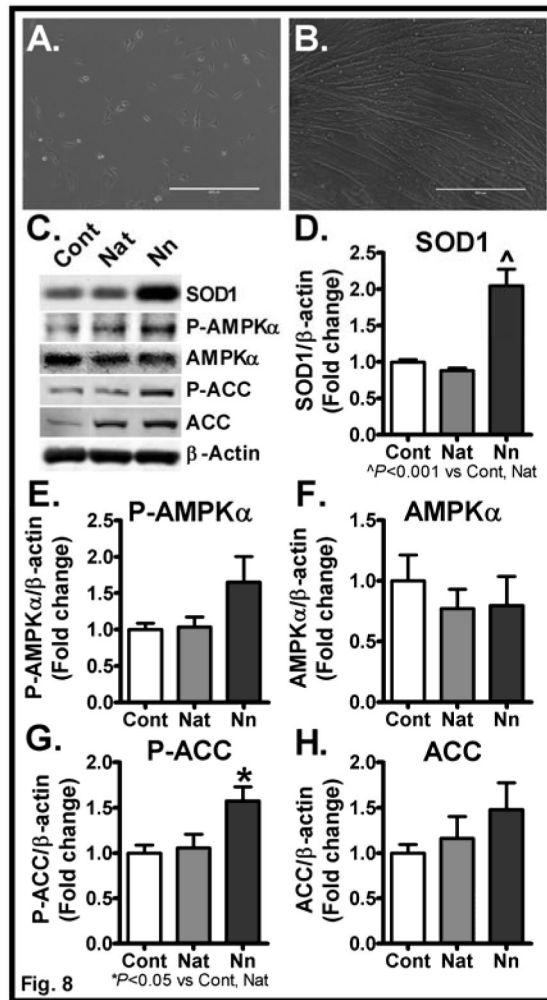 A.
B.
C.
Cont Nat Nn
SOD1
P-AMPKα
AMPKα
P-ACC
ACC
β-Actin
D.
SOD1
SOD1/β-actin
(Fold change)
2.5
2.0
1.5
1.0
0.5
0.0
^
Cont Nat Nn
^P<0.001 vs Cont, Nat
E.
P-AMPKα
P-AMPKα/β-actin
(Fold change)
2.5
2.0
1.5
1.0
0.5
0.0
Cont Nat Nn
F.
AMPKα
AMPKα/β-actin
(Fold change)
1.5
1.0
0.5
0.0
Cont Nat Nn
G.
P-ACC
P-ACC/β-actin
(Fold change)
2.0
1.5
1.0
0.5
0.0
*
Cont Nat Nn
*P<0.05 vs Cont, Nat
H.
ACC
ACC/β-actin
(Fold change)
2.0
1.5
1.0
0.5
0.0
Cont Nat Nn
Fig. 8